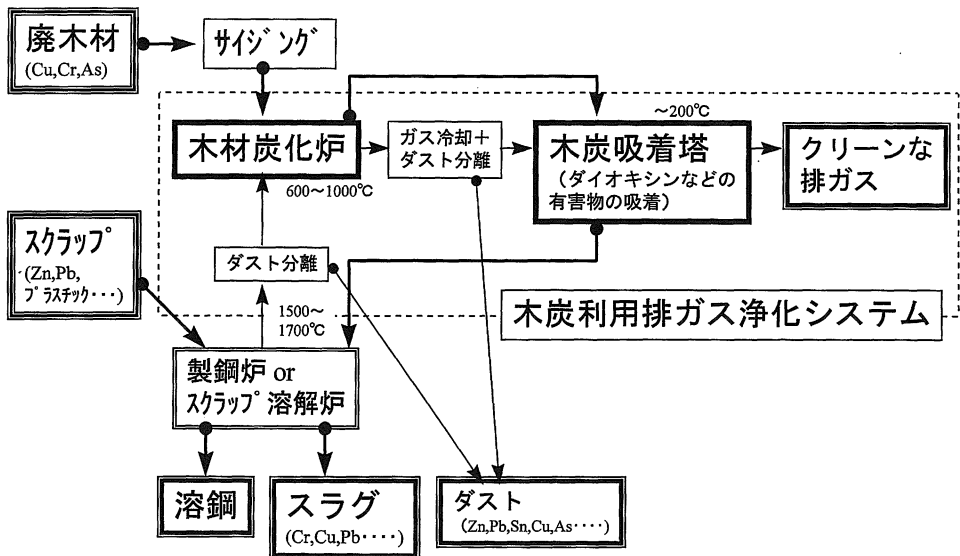 廃木材
(Cu,Cr,As)
ｻｲｼﾞﾝｸﾞ
～200℃
木材炭化炉
ガス冷却＋
ダスト分離
木炭吸着塔
（ダイオキシンなどの
有害物の吸着）
クリーンな
排ガス
600～1000℃
ｽｸﾗｯﾌﾟ
(Zn,Pb,
ﾌﾟﾗｽﾁｯｸ････)
ダスト分離
1500～
1700℃
木炭利用排ガス浄化システム
製鋼炉 or
ｽｸﾗｯﾌﾟ溶解炉
溶鋼
スラグ
(Cr,Cu,Pb････)
ダスト
(Zn,Pb,Sn,Cu,As････)